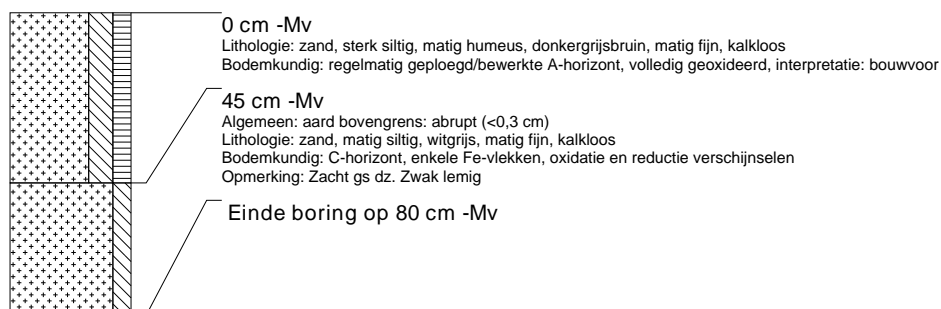 0 cm -Mv
Lithologie: zand, sterk siltig, matig humeus, donkergrijsbruin, matig fijn, kalkloos
Bodemkundig: regelmatig geploegd/bewerkte A-horizont, volledig geoxideerd, interpretatie: bouwvoor
45 cm -Mv
Algemeen: aard bovengrens: abrupt (<0,3 cm)
Lithologie: zand, matig siltig, witgrijs, matig fijn, kalkloos
Bodemkundig: C-horizont, enkele Fe-vlekken, oxidatie en reductie verschijnselen
Opmerking: Zacht gs dz. Zwak lemig
Einde boring op 80 cm -Mv